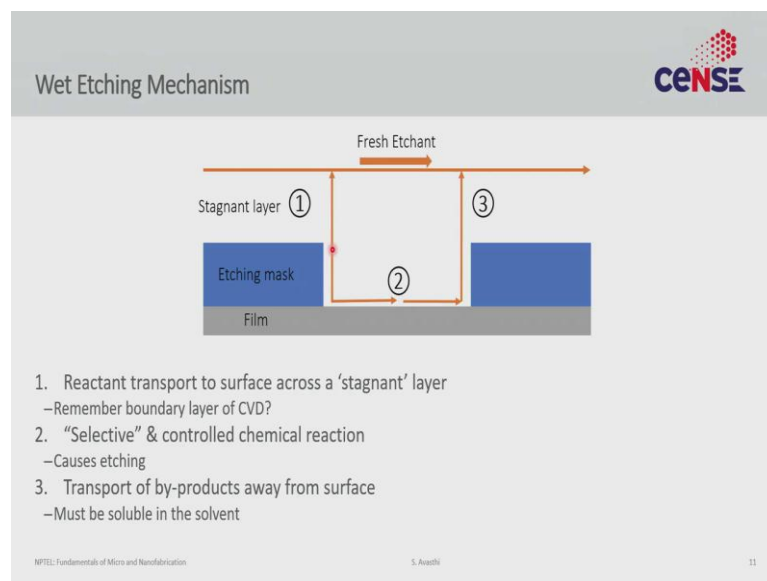 Wet Etching Mechanism
CeNSE
Fresh Etchant
Stagnant layer ① ③
Etching mask ②
Film
1. Reactant transport to surface across a ‘stagnant’ layer
–Remember boundary layer of CVD?
2. “Selective” & controlled chemical reaction
–Causes etching
3. Transport of by-products away from surface
–Must be soluble in the solvent
NPTEL: Fundamentals of Micro and Nanofabrication S. Avasthi 11